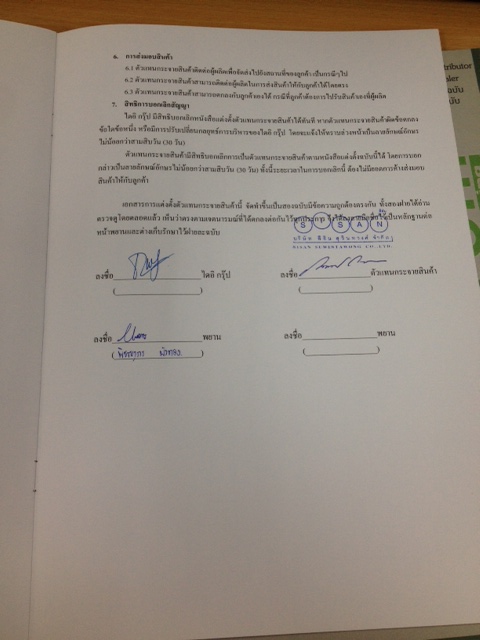 6. การส่งมอบสินค้า
6.1 ตัวแทนกระจายสินค้าติดต่อผู้ผลิตเพื่อจัดส่งไปยังสถานที่ของลูกค้า เป็นกรณีๆไป
6.2 ตัวแทนกระจายสินค้าสามารถติดต่อผู้ผลิตในการส่งสินค้าให้กับลูกค้าได้โดยตรง
6.3 ตัวแทนกระจายสินค้าสามารถตกลงกับลูกค้าเองได้ กรณีที่ลูกค้าต้องการไปรับสินค้าเองที่ผู้ผลิต
7. สิทธิการบอกเลิกสัญญา
ไดอิ กรุ๊ป มีสิทธิบอกเลิกหนังสือแต่งตั้งตัวแทนกระจายสินค้าได้ทันที หากตัวแทนกระจายสินค้าผิดข้อตกลง
ข้อใดข้อหนึ่ง หรือมีการปรับเปลี่ยนกลยุทธ์การบริหารของไดอิ กรุ๊ป โดยจะแจ้งให้ทราบล่วงหน้าเป็นลายลักษณ์อักษร
ไม่น้อยกว่าสามสิบวัน (30 วัน)
ตัวแทนกระจายสินค้ามีสิทธิบอกเลิกการเป็นตัวแทนกระจายสินค้าตามหนังสือแต่งตั้งฉบับนี้ได้ โดยการบอก
กล่าวเป็นลายลักษณ์อักษรไม่น้อยกว่าสามสิบวัน (30 วัน) ทั้งนี้ระยะเวลาในการบอกเลิกนี้ ต้องไม่มียอดการค้างส่งมอบ
สินค้าให้กับลูกค้า
เอกสารการแต่งตั้งตัวแทนกระจายสินค้านี้ จัดทำขึ้นเป็นสองฉบับมีข้อความถูกต้องตรงกัน ทั้งสองฝ่ายได้อ่าน
ตรวจดูโดยตลอดแล้ว เห็นว่าตรงตามเจตนารมณ์ที่ได้ตกลงต่อกันไว้ทุกประการ จึงได้ลงลายมือชื่อไว้เป็นหลักฐานต่อ
หน้าพยานและต่างเก็บรักษาไว้ฝ่ายละฉบับ
SISAN
SISAN SURINTAWONG CO.,LTD.
ลงชื่อ ไดอิ กรุ๊ป
ลงชื่อ ตัวแทนกระจายสินค้า
( )
( )
ลงชื่อ พยาน
ลงชื่อ พยาน
( )
( )